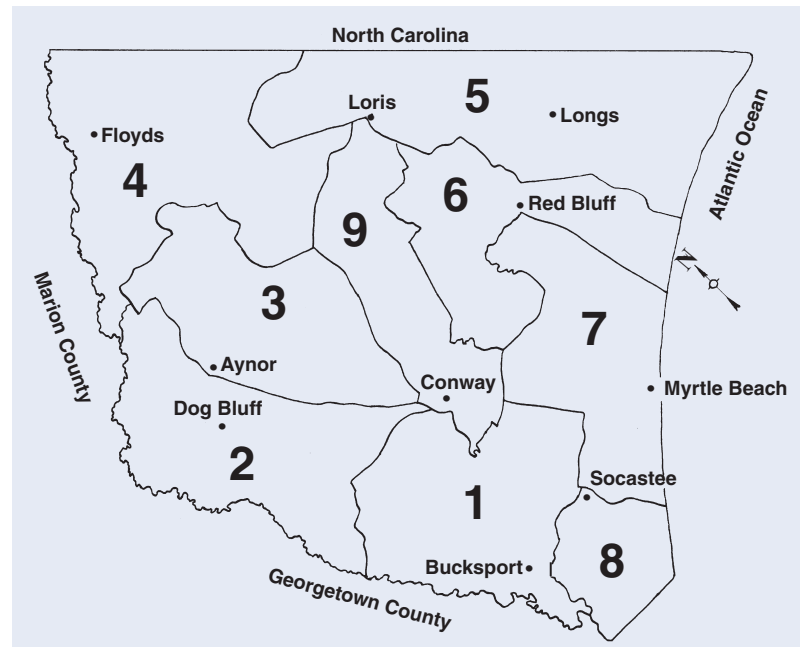 North Carolina
5
Loris
Longs
Floyds
Atlantic Ocean
4
6
Red Bluff
9
N
Marion County
3
7
Aynor
Conway
Myrtle Beach
Dog Bluff
2
Socastee
1
8
Bucksport
Georgetown County